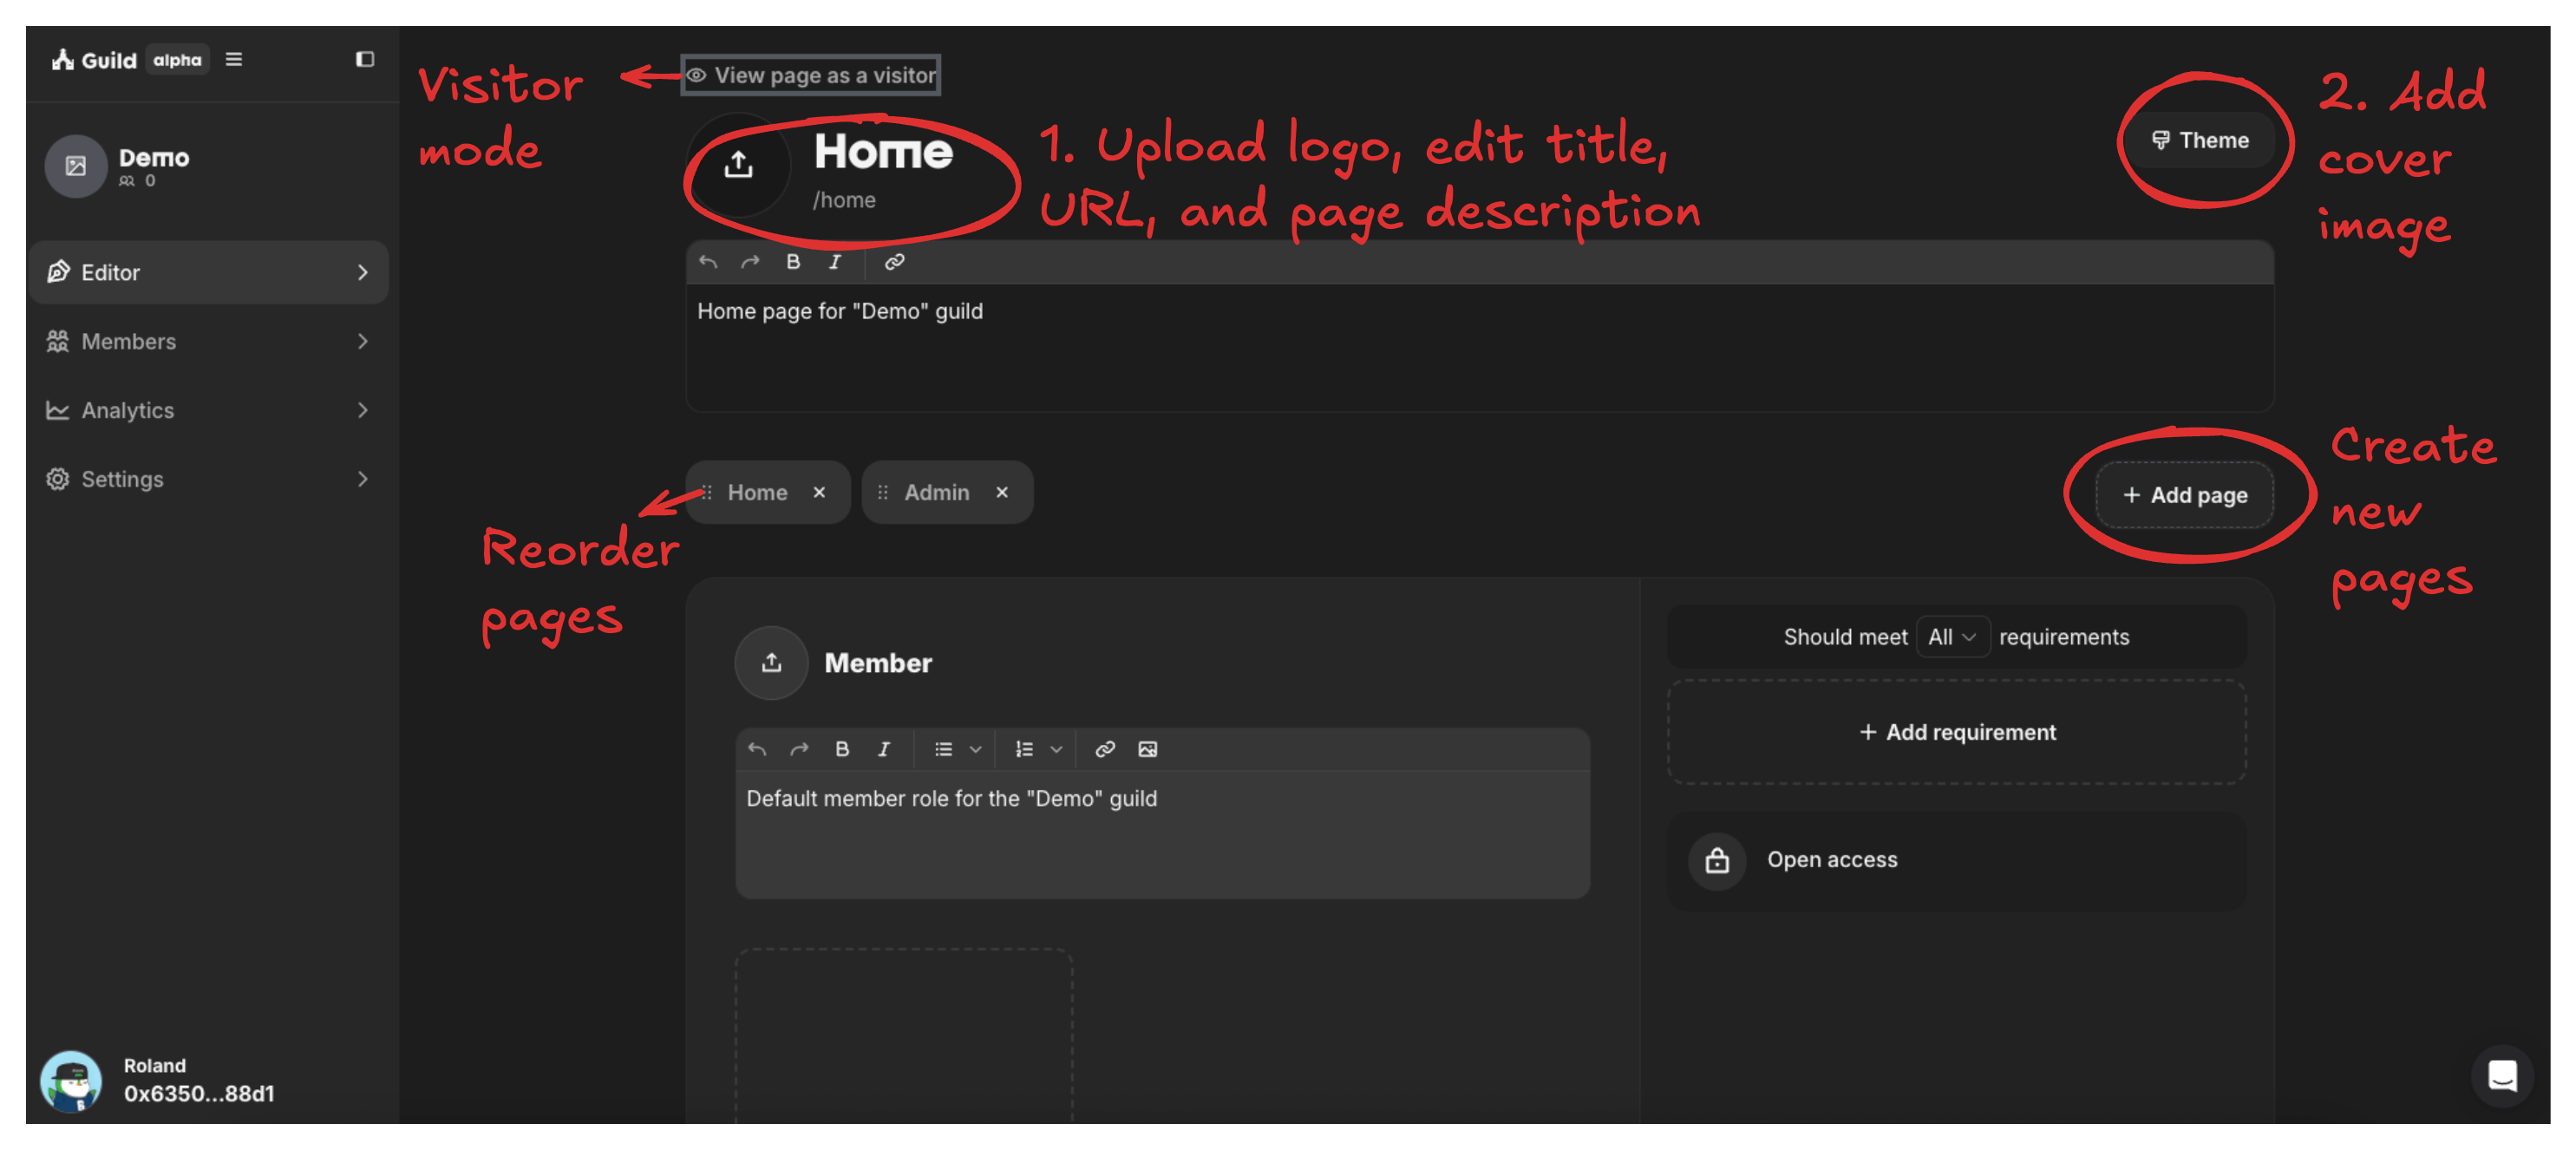 Guild alpha
Demo
0
Editor
Members
Analytics
Settings
Roland
0x6350...88d1
Visitor
mode
View page as a visitor
Home
/home
1. Upload logo, edit title,
URL, and page description
Theme
2. Add
cover
image
B I
Home page for "Demo" guild
Home
Admin
+ Add page
Create
new
pages
Reorder
pages
Member
B I
Default member role for the "Demo" guild
Should meet All requirements
+ Add requirement
Open access